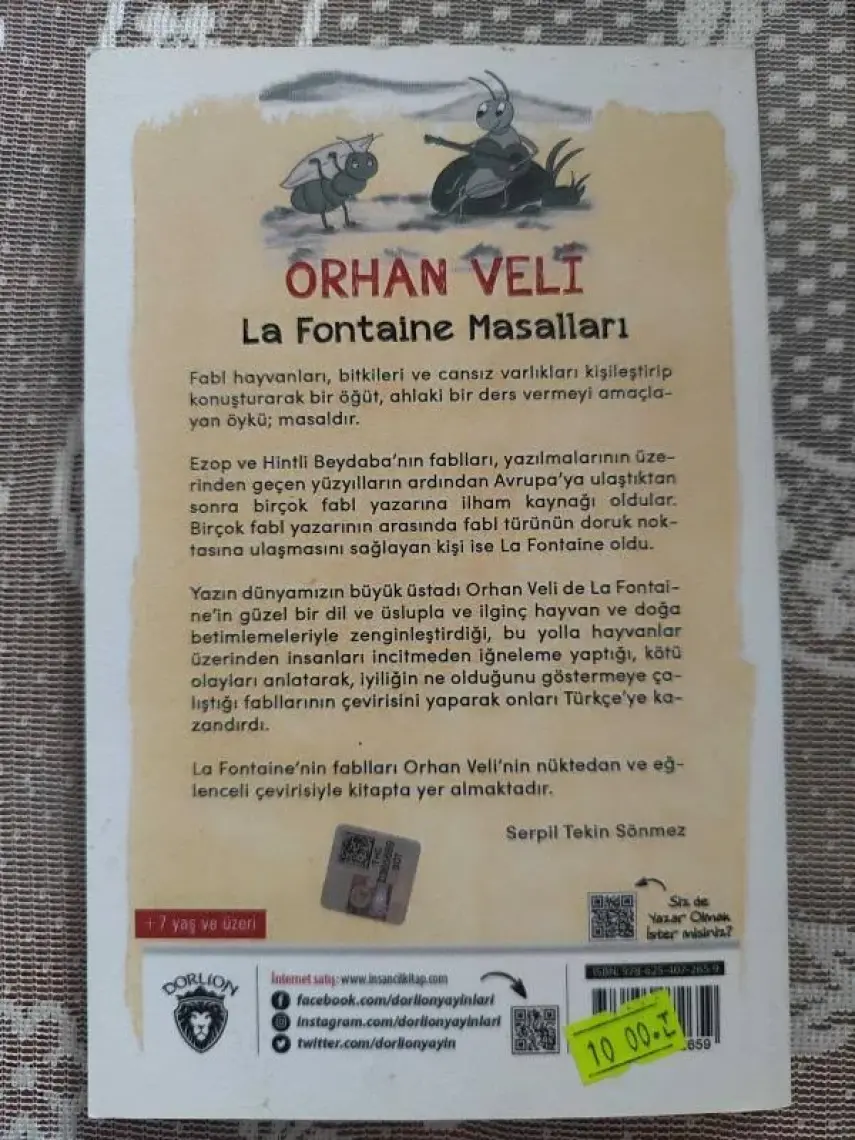 ORHAN VELİ
La Fontaine Masalları
Fabl hayvanları, bitkileri ve cansız varlıkları kişileştirip
konuşturarak bir öğüt, ahlaki bir ders vermeyi amaçla-
yan öykü; masaldır.
Ezop ve Hintli Beydaba'nın fablları, yazılmalarının üze-
rinden geçen yüzyılların ardından Avrupa'ya ulaştıktan
sonra birçok fabl yazarına ilham kaynağı oldular.
Birçok fabl yazarının arasında fabl türünün doruk nok-
tasına ulaşmasını sağlayan kişi ise La Fontaine oldu.
Yazın dünyamızın büyük üstadı Orhan Veli de La Fontai-
ne'in güzel bir dil ve üslupla ve ilginç hayvan ve doğa
betimlemeleriyle zenginleştirdiği, bu yolla hayvanlar
üzerinden insanları incitmeden iğneleme yaptığı, kötü
olayları anlatarak, iyiliğin ne olduğunu göstermeye ça-
lıştığı fabllarının çevirisini yaparak onları Türkçe'ye ka-
zandırdı.
La Fontaine'nin fablları Orhan Veli'nin nüktedan ve eğ-
lenceli çevirisiyle kitapta yer almaktadır.
Serpil Tekin Sönmez
Siz de
Yazar Olmak
İster misiniz?
+ 7 yaş ve üzeri
DORLION
İnternet satış: www.insancilkitap.com
facebook.com/dorlionyayinlari
instagram.com/dorlionyayinlari
twitter.com/dorlionyayin
ISBN: 978-625-407-265-9
10 00.
2659